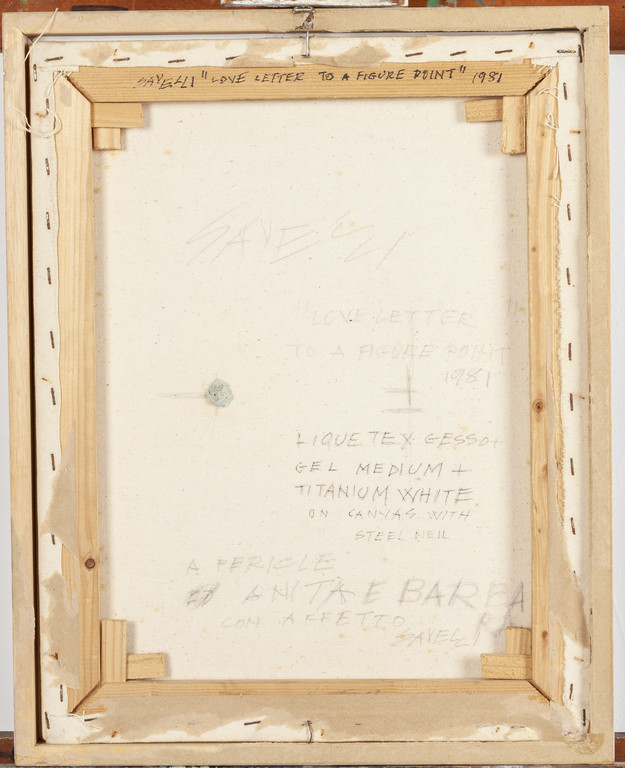 SAVELLI "LOVE LETTER TO A FIGURE POINT" 1981
SAVELLI
"LOVE LETTER"
TO A FIGURE POINT
1981
LIQUETEX GESSO +
GEL MEDIUM +
TITANIUM WHITE
ON CANVAS WITH
STEEL NEIL
A PERICLE
ANITA E BARBA
RA
CON AFFETTO
SAVELLI